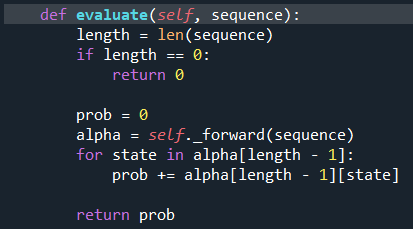 def evaluate(self, sequence):
    length = len(sequence)
    if length == 0:
        return 0

    prob = 0
    alpha = self._forward(sequence)
    for state in alpha[length - 1]:
        prob += alpha[length - 1][state]

    return prob